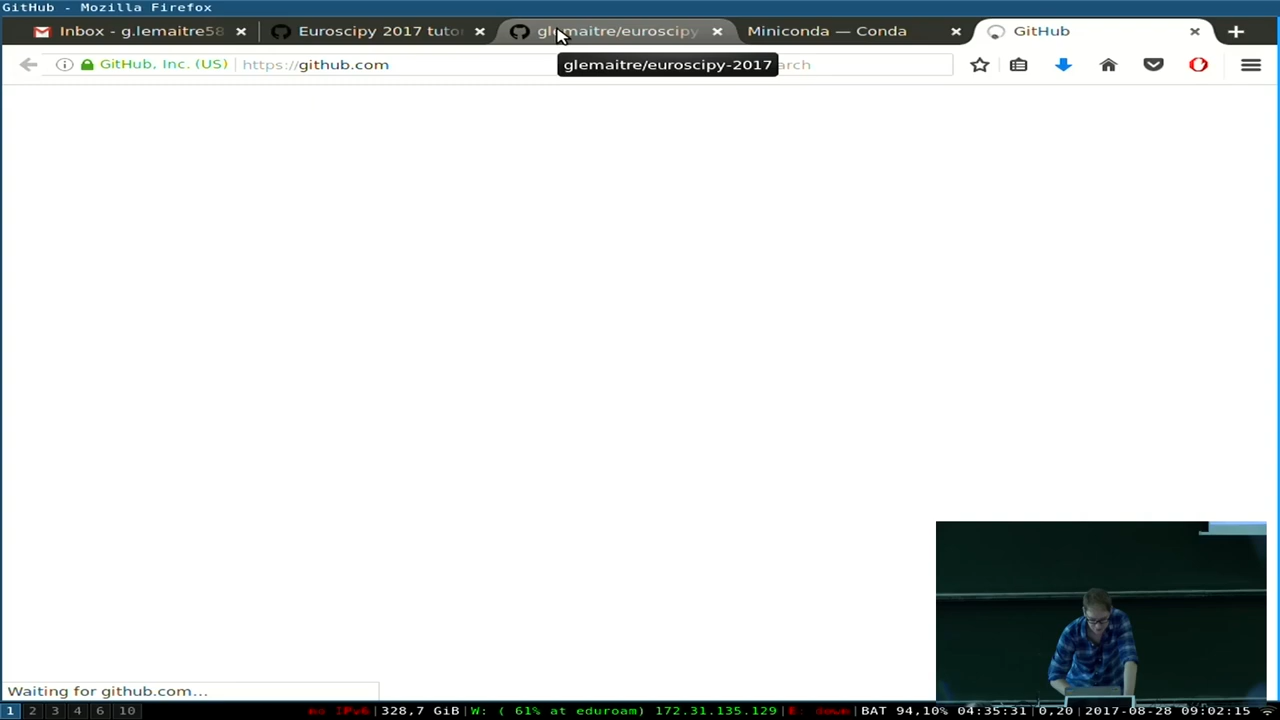 GitHub - Mozilla Firefox
Inbox - g.lemaitre58
Euroscipy 2017 tuto
glemaitre/euroscipy
Miniconda — Conda
GitHub
GitHub, Inc. (US)
https://github.com
glemaitre/euroscipy-2017
arch
Waiting for github.com...
1 2 3 4 6 10
no IPv6|328,7 GiB|W: ( 61% at eduroam) 172.31.135.129|E: down|BAT 94,10% 04:35:31|0,20|2017-08-28 09:02:15